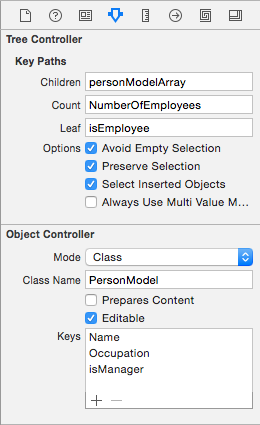 Tree Controller
Key Paths
Children personModelArray
Count NumberOfEmployees
Leaf isEmployee
Options Avoid Empty Selection
Preserve Selection
Select Inserted Objects
Always Use Multi Value M...
Object Controller
Mode Class
Class Name PersonModel
Prepares Content
Editable
Keys Name
Occupation
isManager